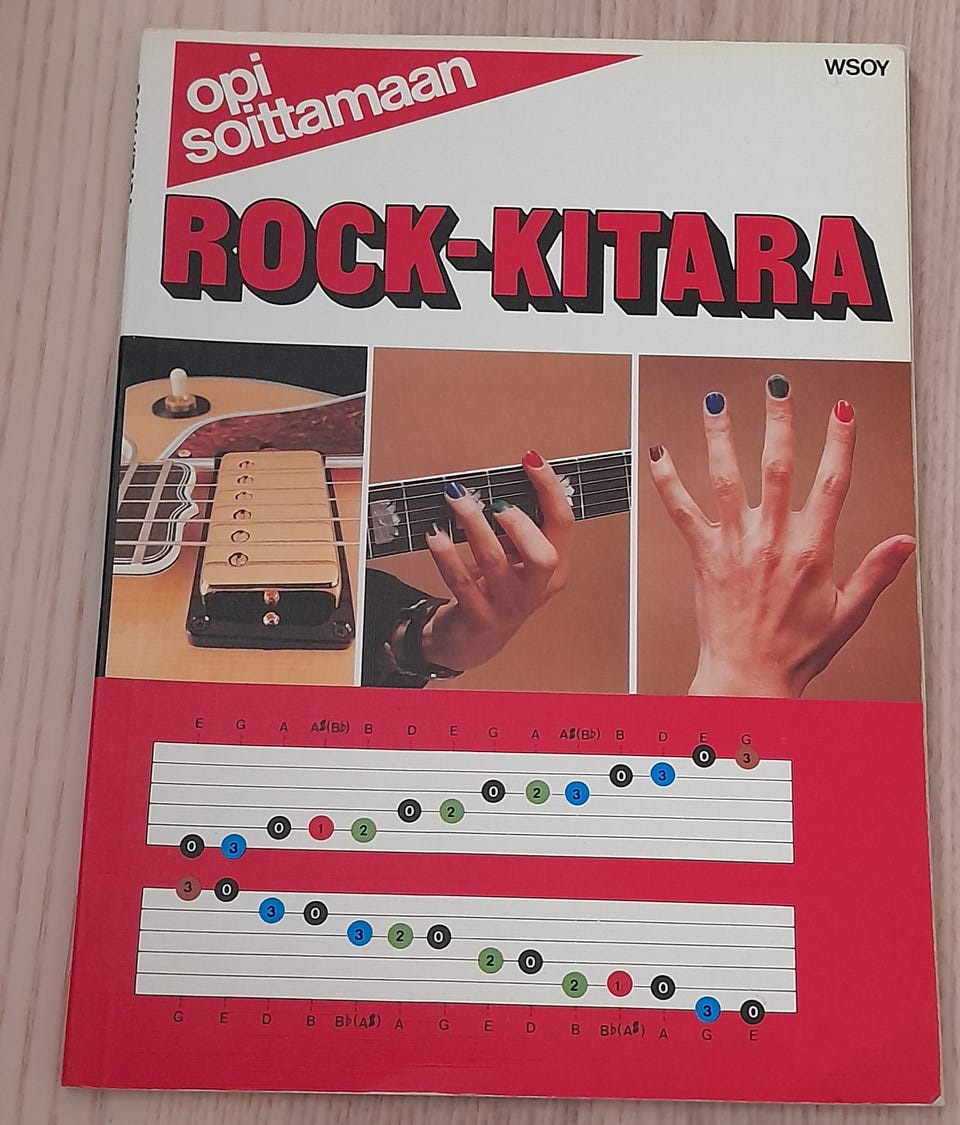 opi
soittamaan
WSOY
ROCK-KITARA
E G A A♯(B♭) B D E G A A♯(B♭) B D E G
0 3 0 1 2 0 2 0 2 3 0 3 0 3
3 0 3 0 3 2 0 2 0 2 1 0 3 0
G E D B B♭(A♯) A G E D B B♭(A♯) A G E